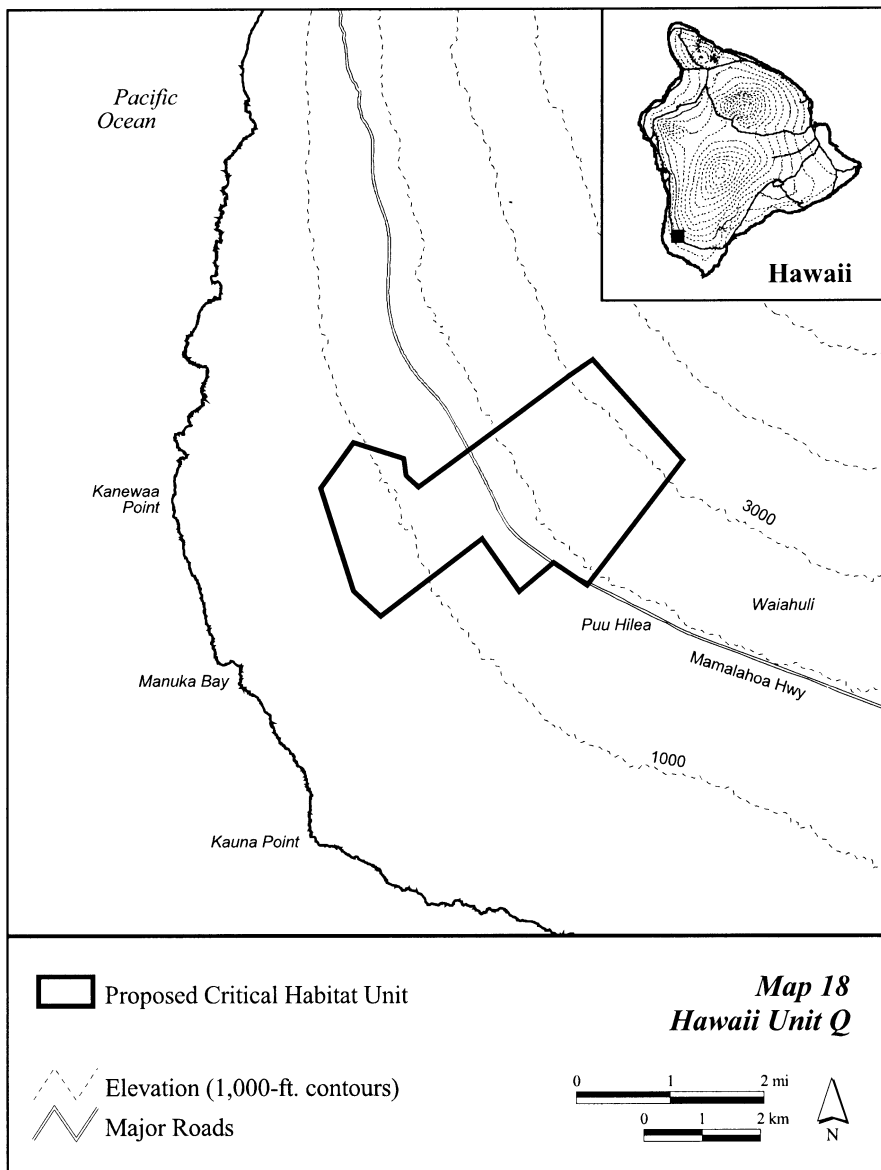 Pacific
Ocean
Hawaii
Kanewaa
Point
3000
Waiahuli
Puu Hilea
Mamalahoa Hwy
Manuka Bay
1000
Kauna Point
Proposed Critical Habitat Unit
Map 18
Hawaii Unit Q
Elevation (1,000-ft. contours)
Major Roads
0 1 2 mi
0 1 2 km
N